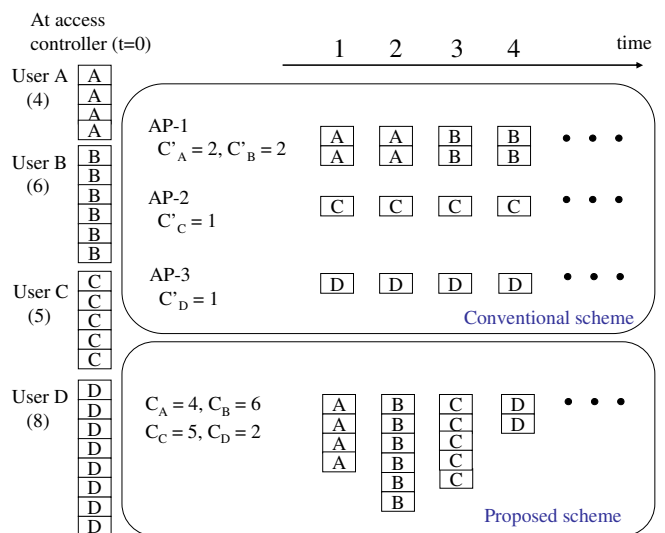 At access
controller (t=0)
1 2 3 4 time
User A
(4)
A
A
A
A
User B
(6)
B
B
B
B
B
B
User C
(5)
C
C
C
C
C
User D
(8)
D
D
D
D
D
D
D
D
AP-1
C'A = 2, C'B = 2
A A B B • • •
A A B B
AP-2
C'C = 1
C C C C • • •
AP-3
C'D = 1
D D D D • • •
Conventional scheme
CA = 4, CB = 6
CC = 5, CD = 2
A B C D • • •
A B C D
A B C
A B C
B C
B
Proposed scheme